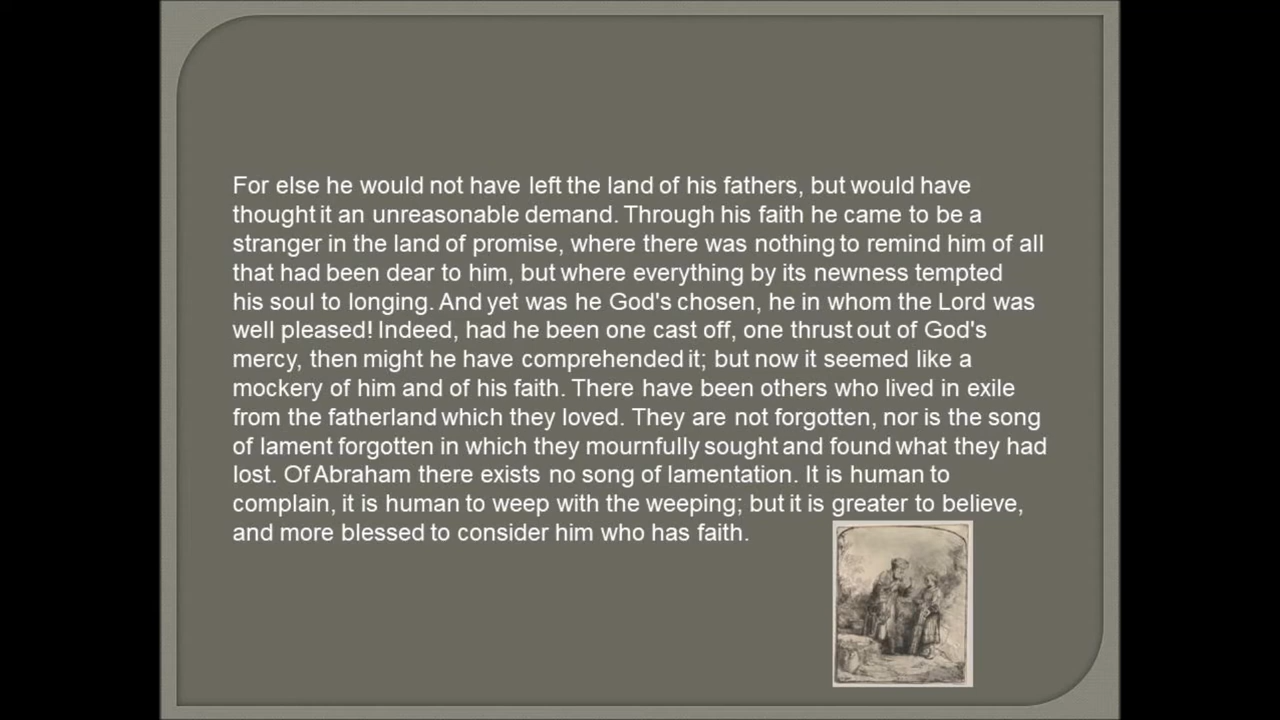 For else he would not have left the land of his fathers, but would have
thought it an unreasonable demand. Through his faith he came to be a
stranger in the land of promise, where there was nothing to remind him of all
that had been dear to him, but where everything by its newness tempted
his soul to longing. And yet was he God's chosen, he in whom the Lord was
well pleased! Indeed, had he been one cast off, one thrust out of God's
mercy, then might he have comprehended it; but now it seemed like a
mockery of him and of his faith. There have been others who lived in exile
from the fatherland which they loved. They are not forgotten, nor is the song
of lament forgotten in which they mournfully sought and found what they had
lost. Of Abraham there exists no song of lamentation. It is human to
complain, it is human to weep with the weeping; but it is greater to believe,
and more blessed to consider him who has faith.